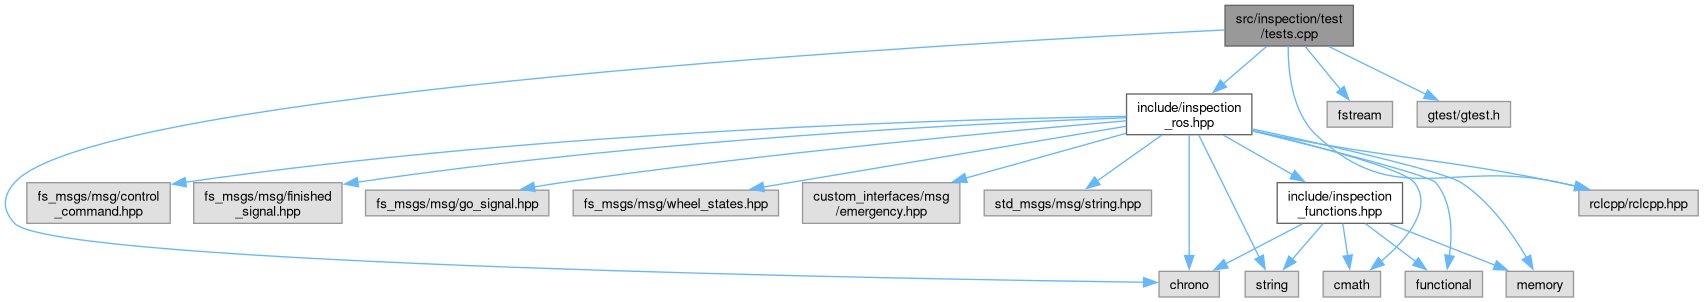 src/inspection/test
/tests.cpp
include/inspection
_ros.hpp
fstream
gtest/gtest.h
fs_msgs/msg/control
_command.hpp
fs_msgs/msg/finished
_signal.hpp
fs_msgs/msg/go_signal.hpp
fs_msgs/msg/wheel_states.hpp
custom_interfaces/msg
/emergency.hpp
std_msgs/msg/string.hpp
include/inspection
_functions.hpp
rclcpp/rclcpp.hpp
chrono
string
cmath
functional
memory